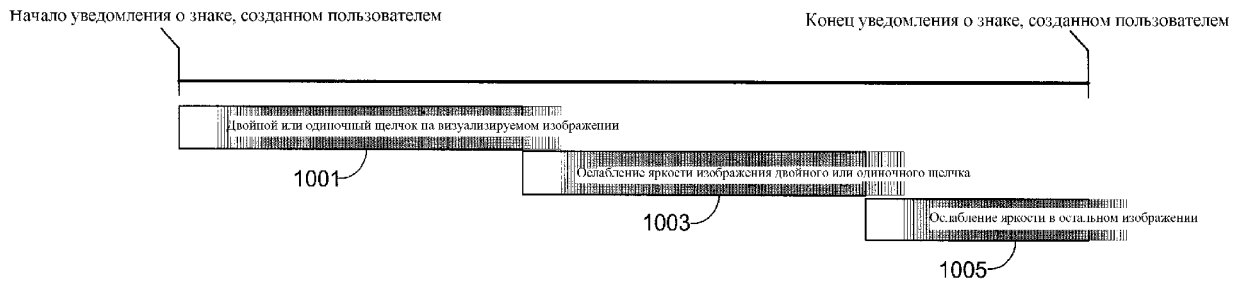 Начало уведомления о знаке, созданном пользователем
Конец уведомления о знаке, созданном пользователем
Двойной или одиночный щелчок на визуализируемом изображении
1001
Ослабление яркости изображения двойного или одиночного щелчка
1003
Ослабление яркости в остальном изображении
1005